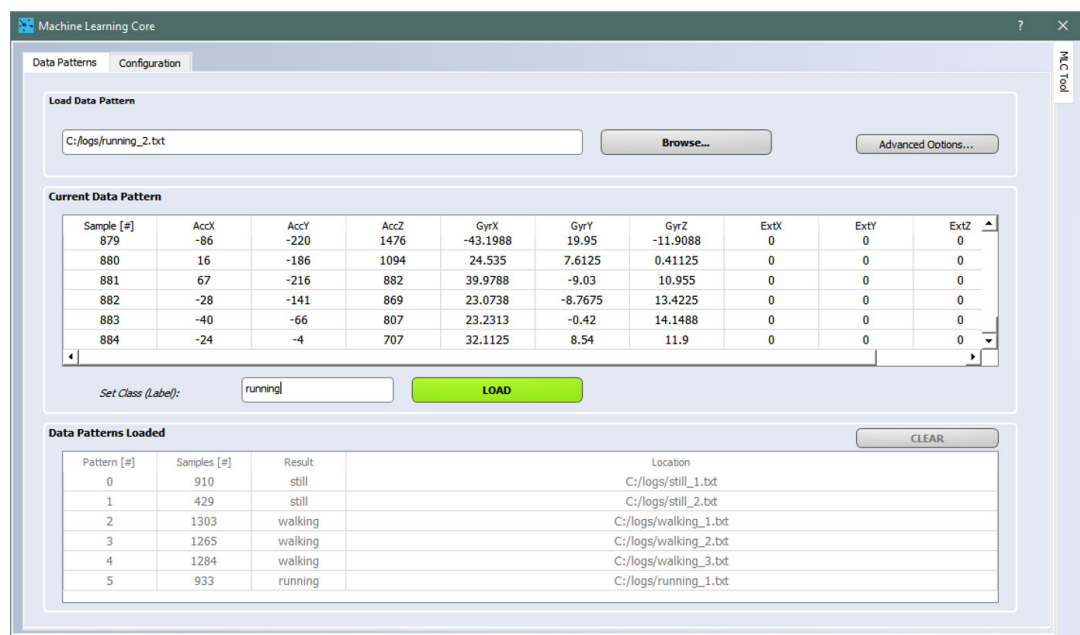 Machine Learning Core ? ×
Data Patterns Configuration
MLC Tool
Load Data Pattern
C:/logs/running_2.txt Browse... Advanced Options...
Current Data Pattern
Sample [#] AccX AccY AccZ GyrX GyrY GyrZ ExtX ExtY ExtZ
879 -86 -220 1476 -43.1988 19.95 -11.9088 0 0 0
880 16 -186 1094 24.535 7.6125 0.41125 0 0 0
881 67 -216 882 39.9788 -9.03 10.955 0 0 0
882 -28 -141 869 23.0738 -8.7675 13.4225 0 0 0
883 -40 -66 807 23.2313 -0.42 14.1488 0 0 0
884 -24 -4 707 32.1125 8.54 11.9 0 0 0
Set Class (Label): running LOAD
Data Patterns Loaded CLEAR
Pattern [#] Samples [#] Result Location
0 910 still C:/logs/still_1.txt
1 429 still C:/logs/still_2.txt
2 1303 walking C:/logs/walking_1.txt
3 1265 walking C:/logs/walking_2.txt
4 1284 walking C:/logs/walking_3.txt
5 933 running C:/logs/running_1.txt